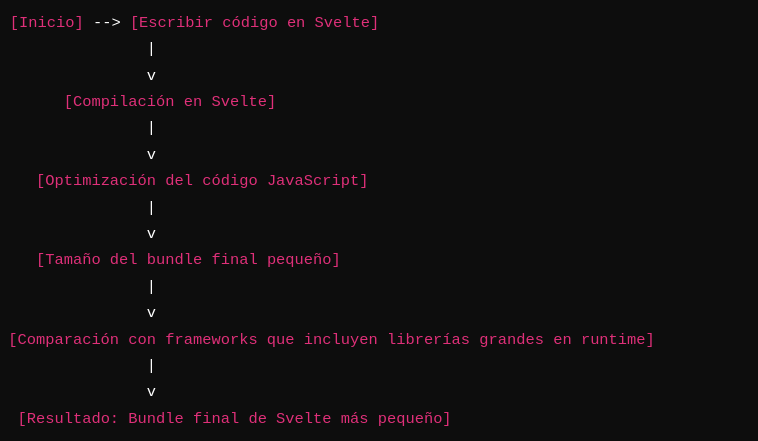 [Inicio] --> [Escribir código en Svelte]
|
v
[Compilación en Svelte]
|
v
[Optimización del código JavaScript]
|
v
[Tamaño del bundle final pequeño]
|
v
[Comparación con frameworks que incluyen librerías grandes en runtime]
|
v
[Resultado: Bundle final de Svelte más pequeño]